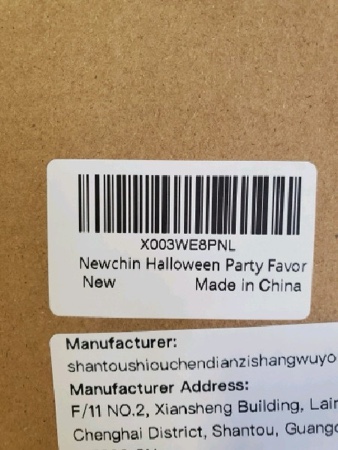 X003WE8PNL
Newchin Halloween Party Favor
New Made in China
Manufacturer:
shantoushiouchendianzishangwuyo
Manufacturer Address:
F/11 NO.2, Xiansheng Building, Lair
Chenghai District, Shantou, Guango